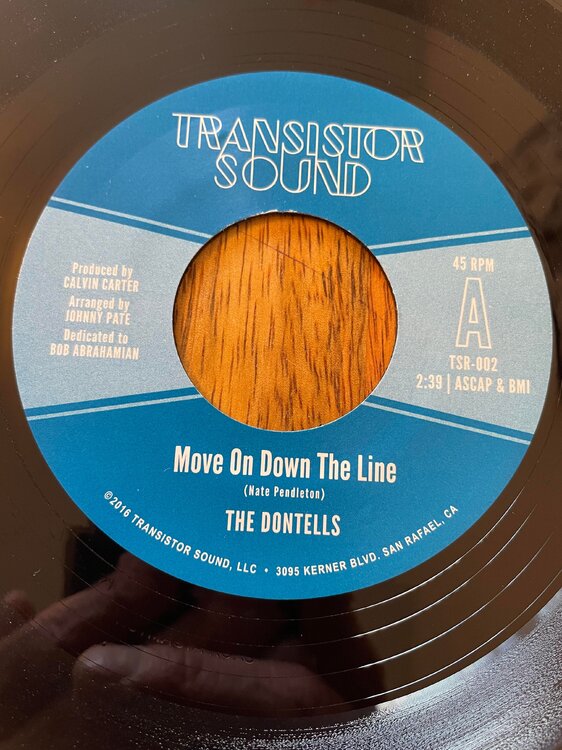 TRANSISTOR
SOUND
Produced by
CALVIN CARTER
Arranged by
JOHNNY PATE
Dedicated to
BOB ABRAHAMIAN
45 RPM
A
TSR-002
2:39 | ASCAP & BMI
Move On Down The Line
(Nate Pendleton)
THE DONTELLS
©2016 TRANSISTOR SOUND, LLC • 3095 KERNER BLVD. SAN RAFAEL, CA